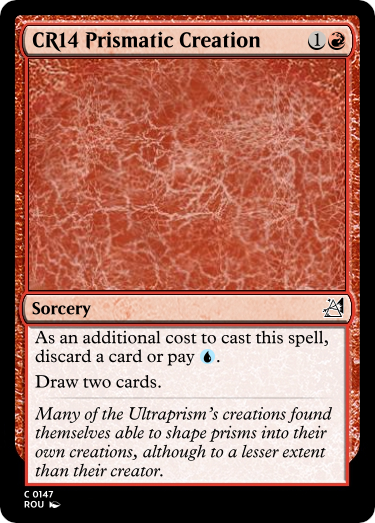 CR14 Prismatic Creation 1
Sorcery
As an additional cost to cast this spell,
discard a card or pay .
Draw two cards.
Many of the Ultraprism's creations found
themselves able to shape prisms into their
own creations, although to a lesser extent
than their creator.
C 0147
ROU